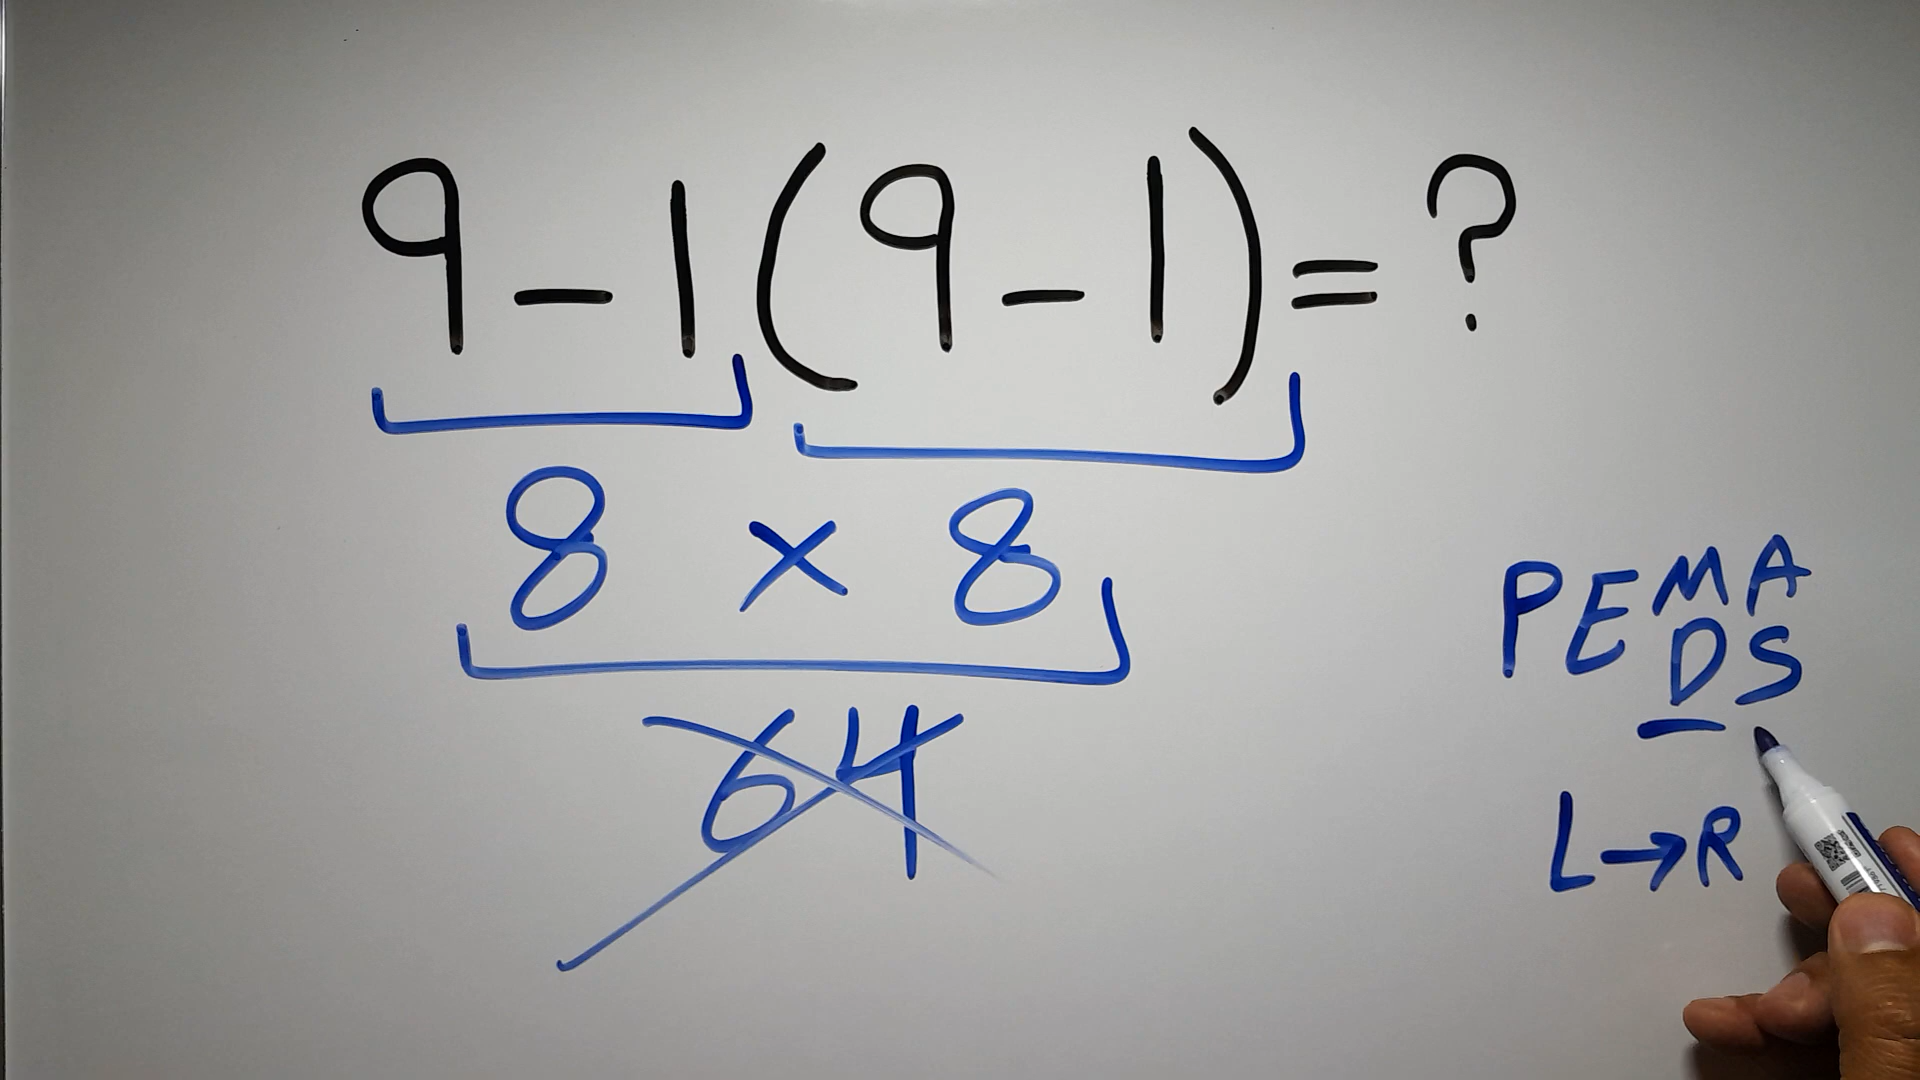 9-1(9-1)=?
8 × 8
64
PEMA
DS
L→R